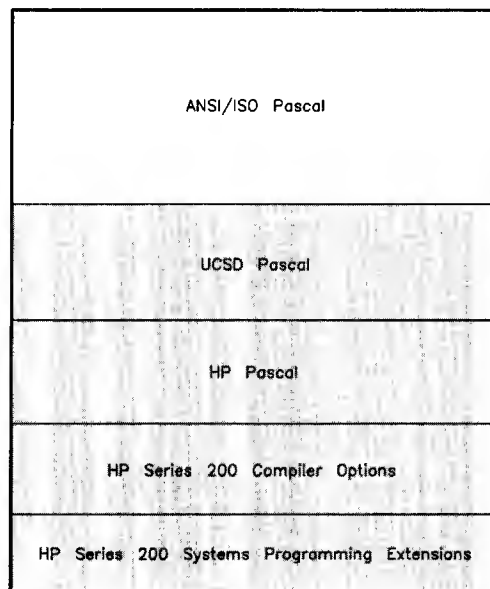 ANSI/ISO Pascal
UCSD Pascal
HP Pascal
HP Series 200 Compiler Options
HP Series 200 Systems Programming Extensions